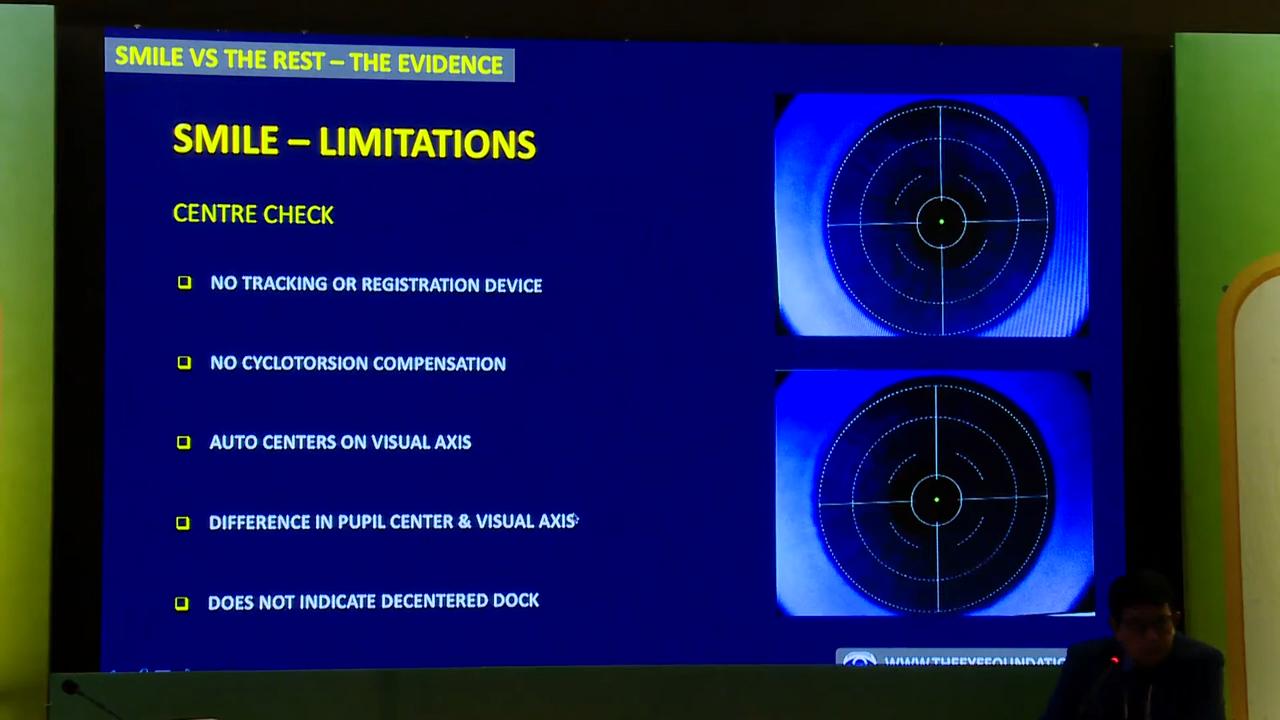 SMILE VS THE REST – THE EVIDENCE
SMILE – LIMITATIONS
CENTRE CHECK
NO TRACKING OR REGISTRATION DEVICE
NO CYCLOTORSION COMPENSATION
AUTO CENTERS ON VISUAL AXIS
DIFFERENCE IN PUPIL CENTER & VISUAL AXIS
DOES NOT INDICATE DECENTERED DOCK